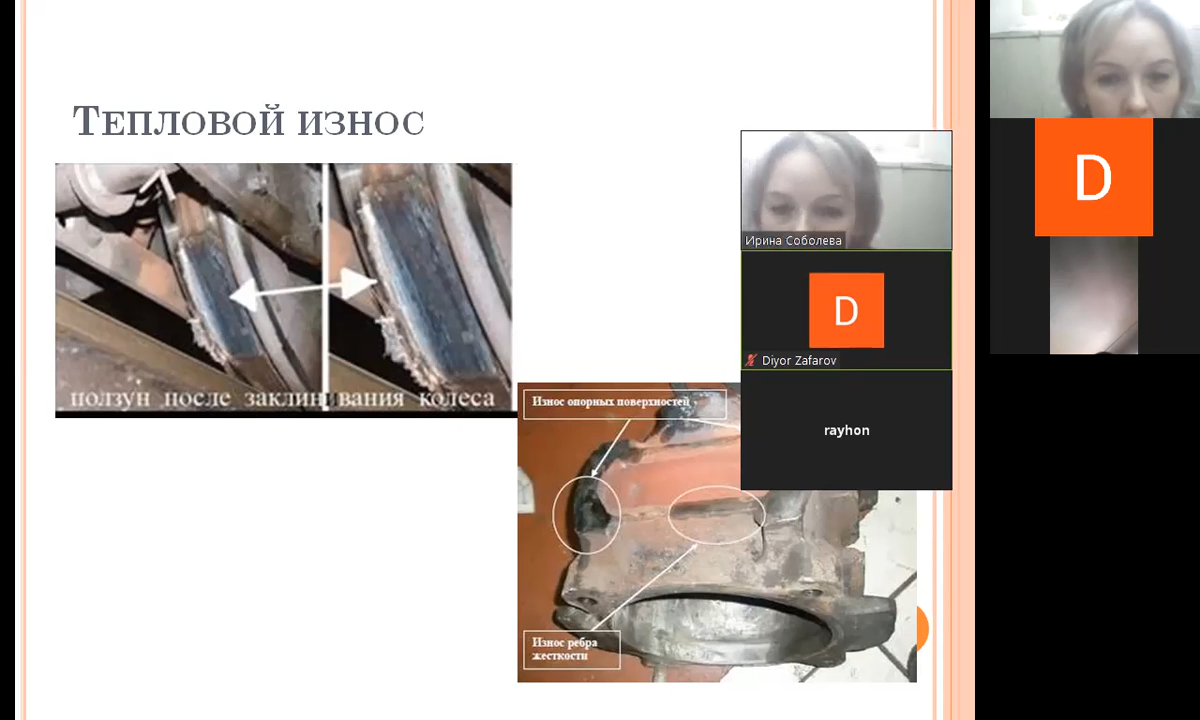 Тепловой износ
ползун после заклинивания колеса
Износ опорных поверхностей
Износ ребра
жесткости
Ирина Соболева
D
Diyor Zafarov
rayhon
D